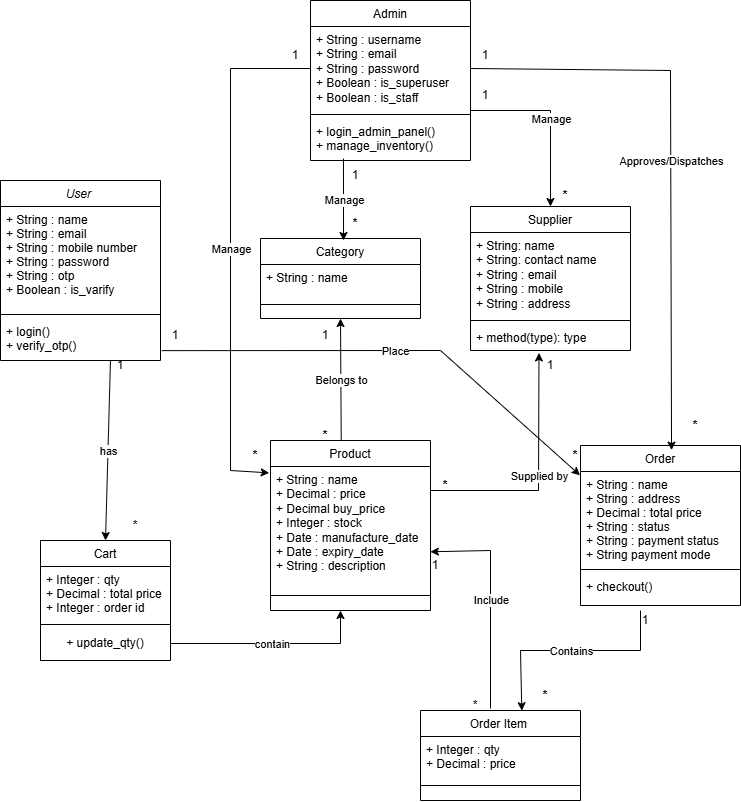 Admin
+ String : username
+ String : email
+ String : password
+ Boolean : is_superuser
+ Boolean : is_staff
+ login_admin_panel()
+ manage_inventory()
1
1
1
Manage
Approves/Dispatches
1
Manage
*
*
User
+ String : name
+ String : email
+ String : mobile number
+ String : password
+ String : otp
+ Boolean : is_varify
+ login()
+ verify_otp()
Manage
Category
+ String : name
Supplier
+ String: name
+ String: contact name
+ String : email
+ String : mobile
+ String : address
+ method(type): type
1
1
Place
1
1
Belongs to
has
*
*
*
*
*
Supplied by
Product
+ String : name
+ Decimal : price
+ Decimal buy_price
+ Integer : stock
+ Date : manufacture_date
+ Date : expiry_date
+ String : description
Order
+ String : name
+ String : address
+ Decimal : total price
+ String : status
+ String : payment status
+ String payment mode
+ checkout()
*
Cart
+ Integer : qty
+ Decimal : total price
+ Integer : order id
+ update_qty()
1
Include
1
contain
Contains
*
*
Order Item
+ Integer : qty
+ Decimal : price